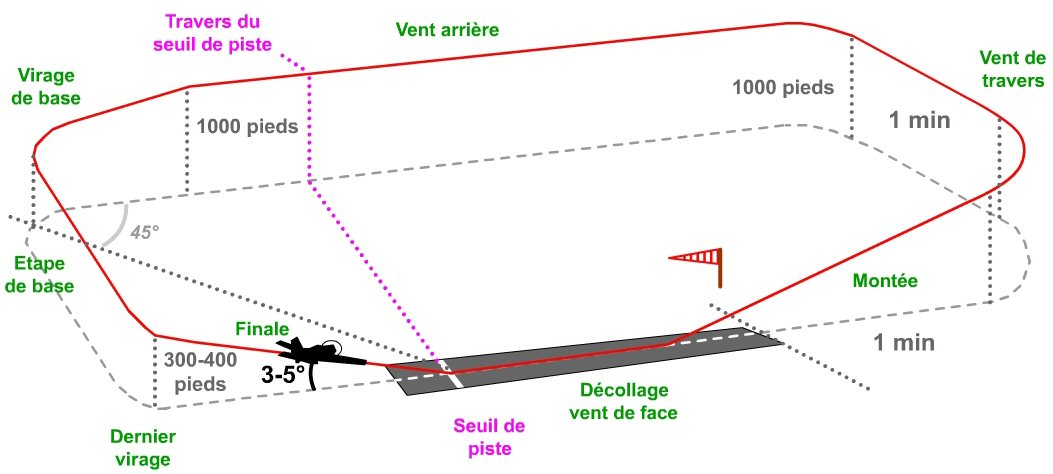 Travers du
seuil de piste
Vent arrière
Vent de
travers
Virage
de base
1000 pieds
1000 pieds
1 min
45°
Etape
de base
Montée
Finale
300-400
pieds
3-5°
1 min
Décollage
vent de face
Seuil de
piste
Dernier
virage